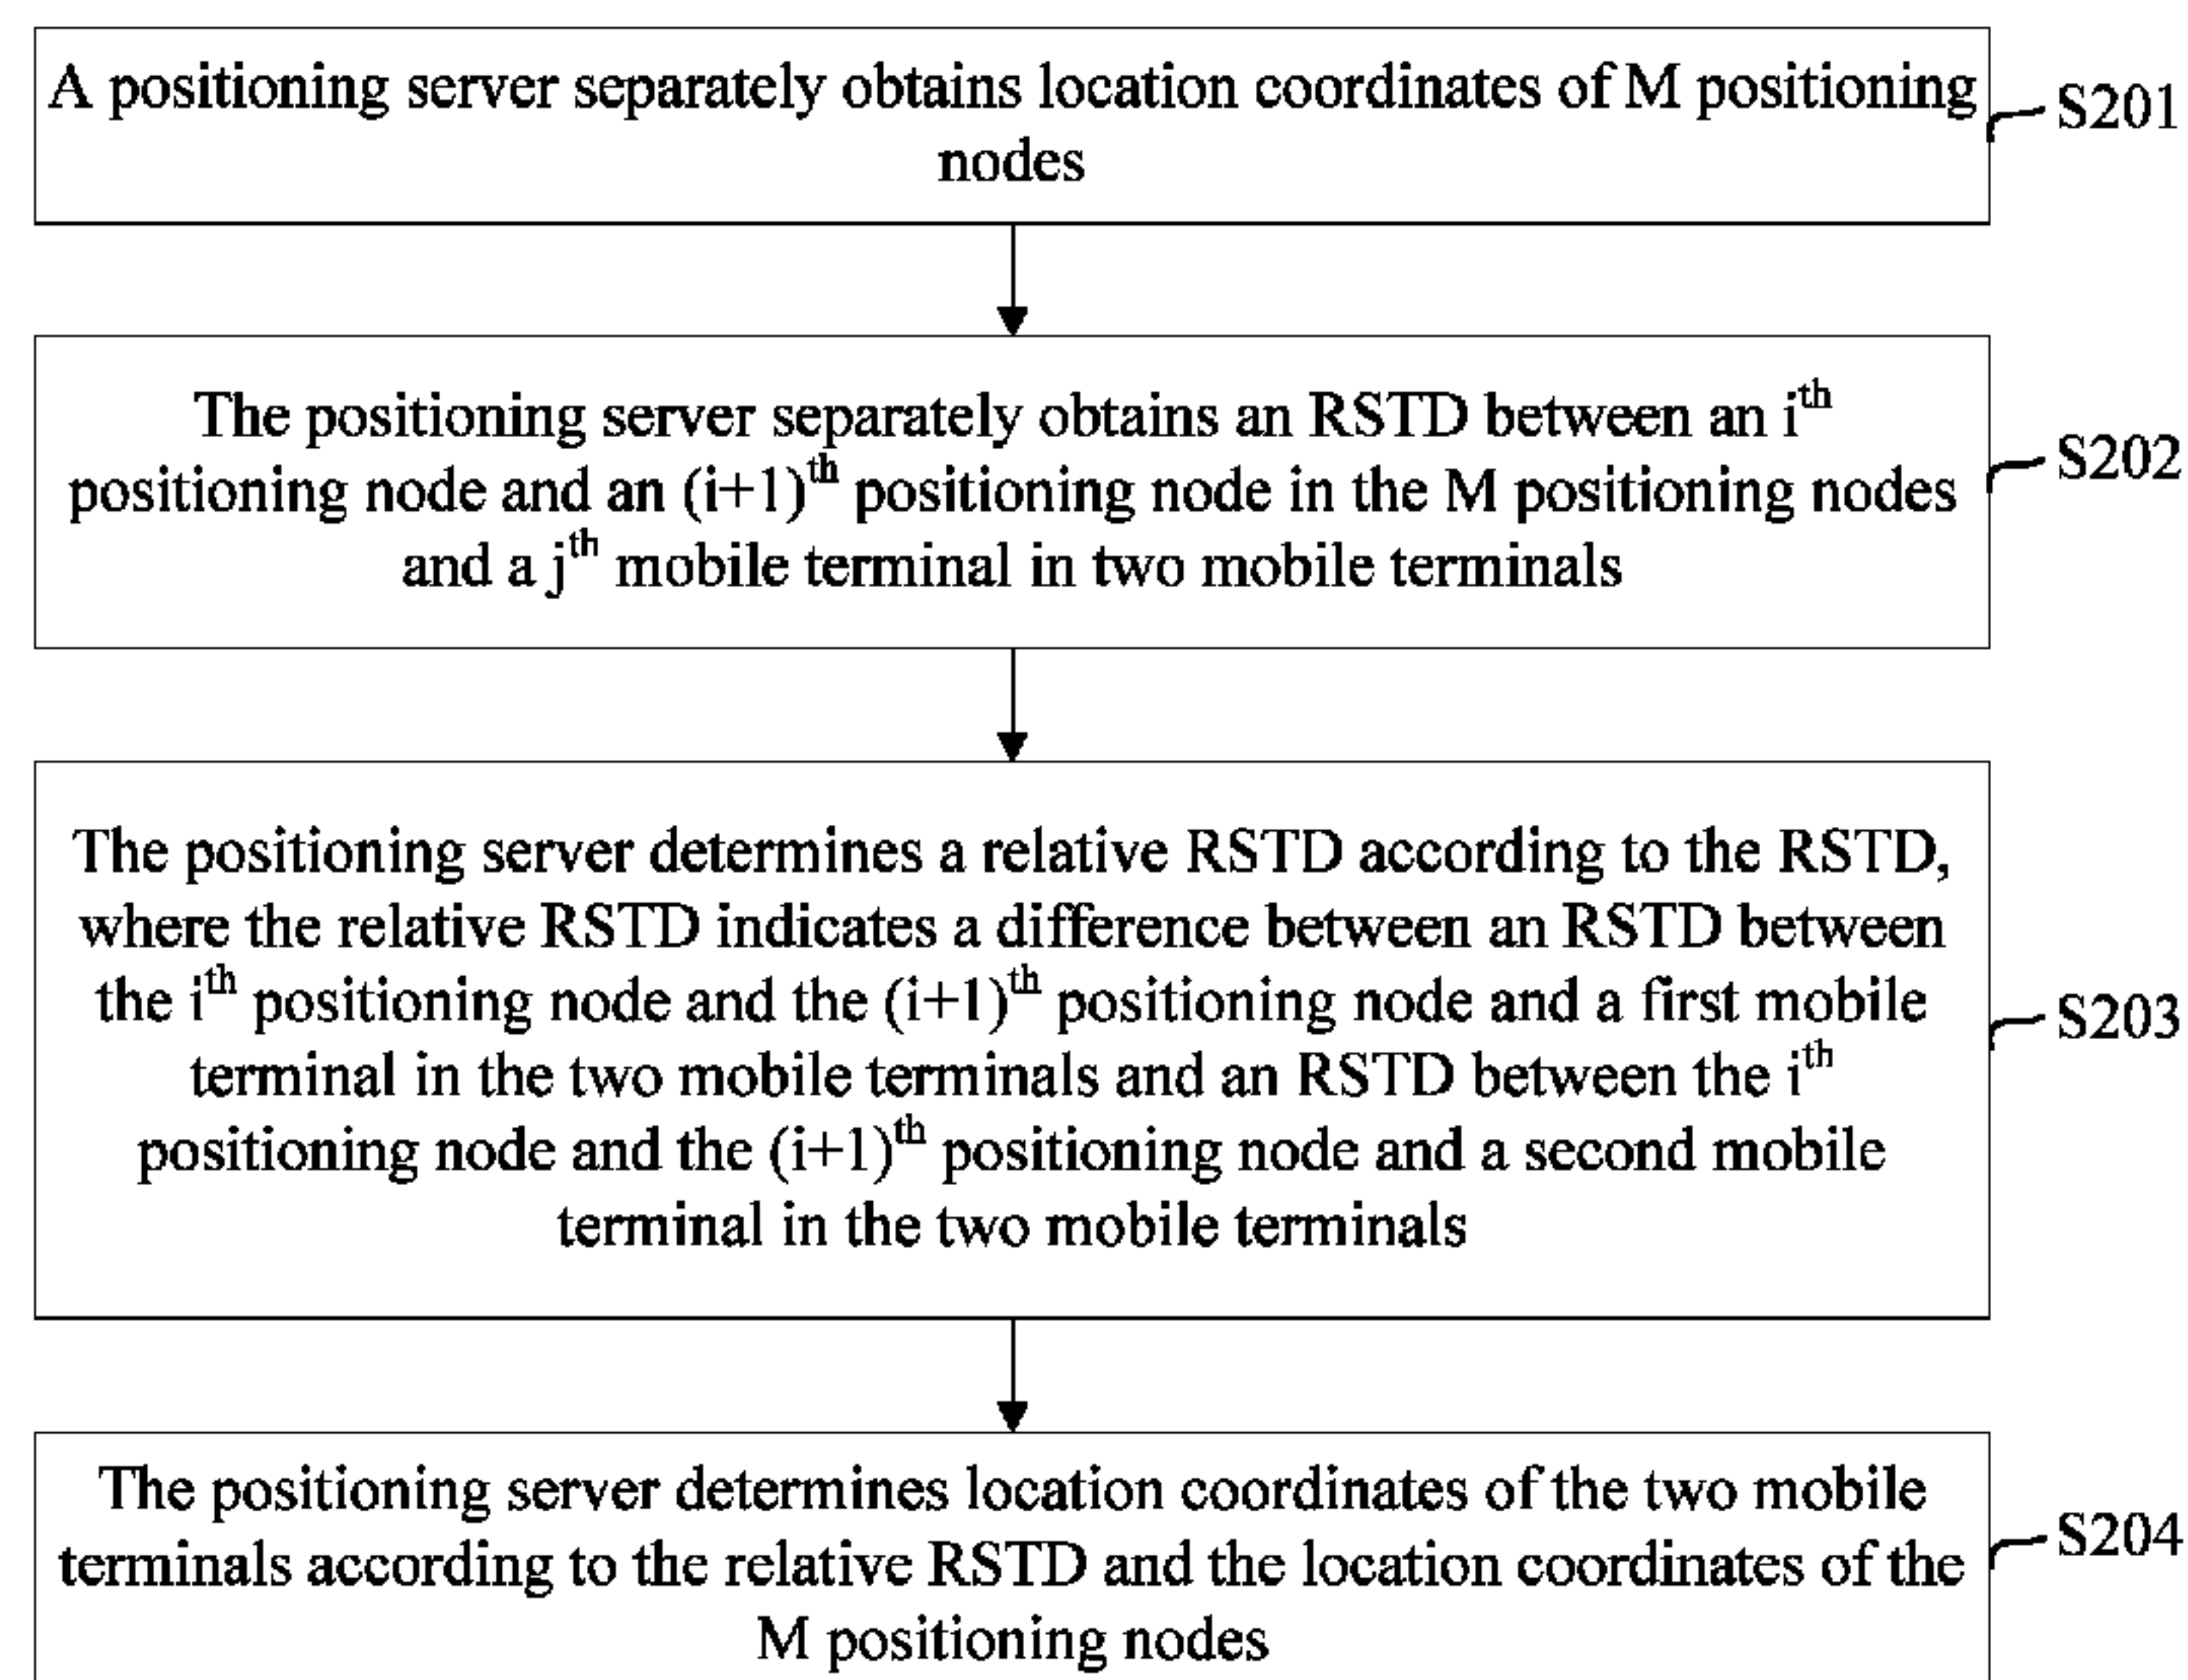 A positioning server separately obtains location coordinates of M positioning
nodes
S201
The positioning server separately obtains an RSTD between an i^th
positioning node and an (i+1)^th positioning node in the M positioning nodes
and a j^th mobile terminal in two mobile terminals
S202
The positioning server determines a relative RSTD according to the RSTD,
where the relative RSTD indicates a difference between an RSTD between
the i^th positioning node and the (i+1)^th positioning node and a first mobile
terminal in the two mobile terminals and an RSTD between the i^th
positioning node and the (i+1)^th positioning node and a second mobile
terminal in the two mobile terminals
S203
The positioning server determines location coordinates of the two mobile
terminals according to the relative RSTD and the location coordinates of the
M positioning nodes
S204